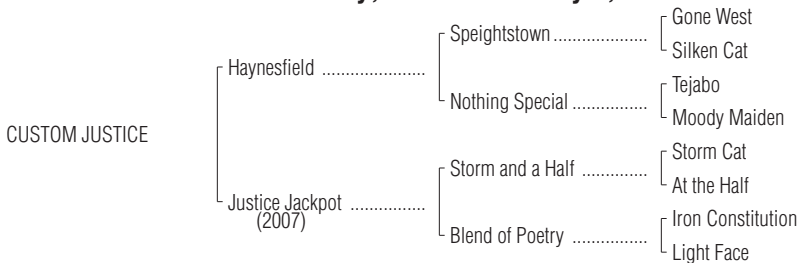 Gone West
Speightstown ....................
Silken Cat
Haynesfield ......................
Tejabo
Nothing Special ................
Moody Maiden
CUSTOM JUSTICE
Storm Cat
Storm and a Half ..............
At the Half
Justice Jackpot ................
(2007)
Iron Constitution
Blend of Poetry ................
Light Face